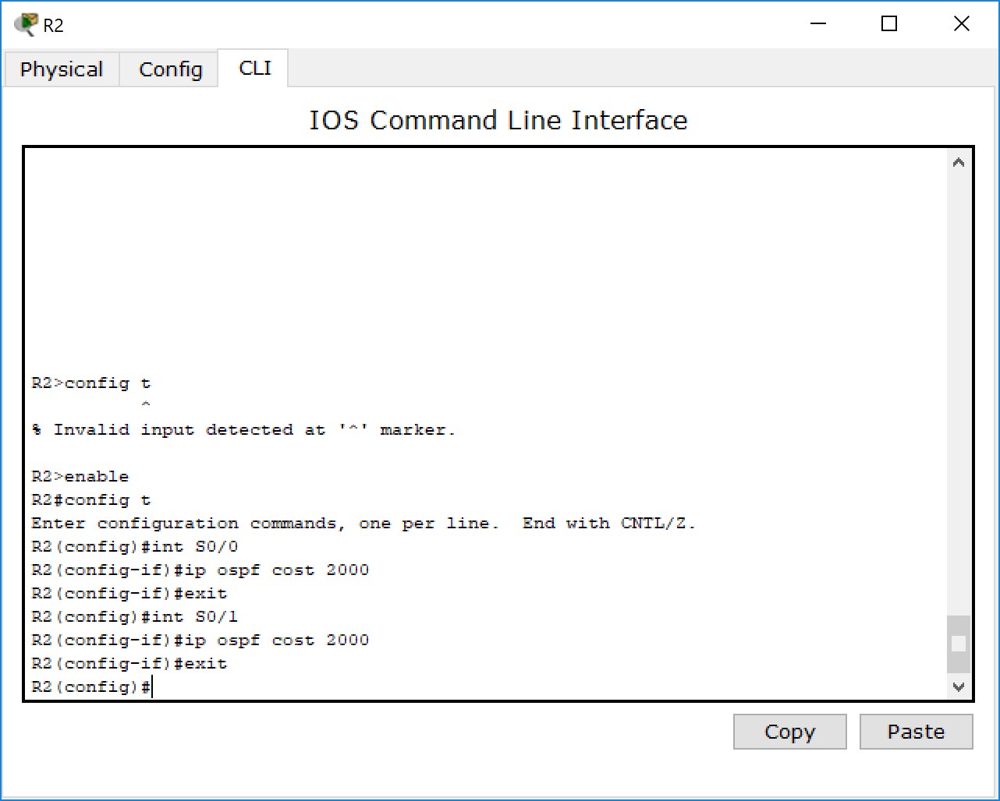 R2
Physical Config CLI
IOS Command Line Interface
R2>config t
^
% Invalid input detected at '^' marker.
R2>enable
R2#config t
Enter configuration commands, one per line.  End with CNTL/Z.
R2(config)#int S0/0
R2(config-if)#ip ospf cost 2000
R2(config-if)#exit
R2(config)#int S0/1
R2(config-if)#ip ospf cost 2000
R2(config-if)#exit
R2(config)#
Copy Paste